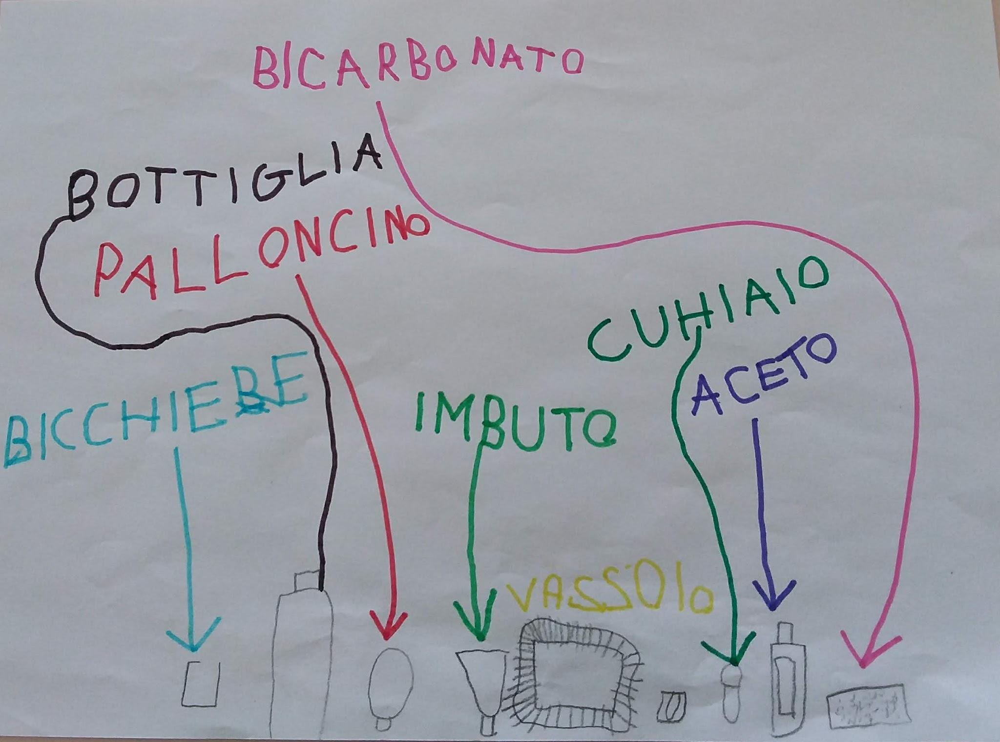 BICARBONATO
BOTTIGLIA
PALLONCINO
CUHIAIO
ACETO
BICCHIERE
IMBUTO
VASSOIO